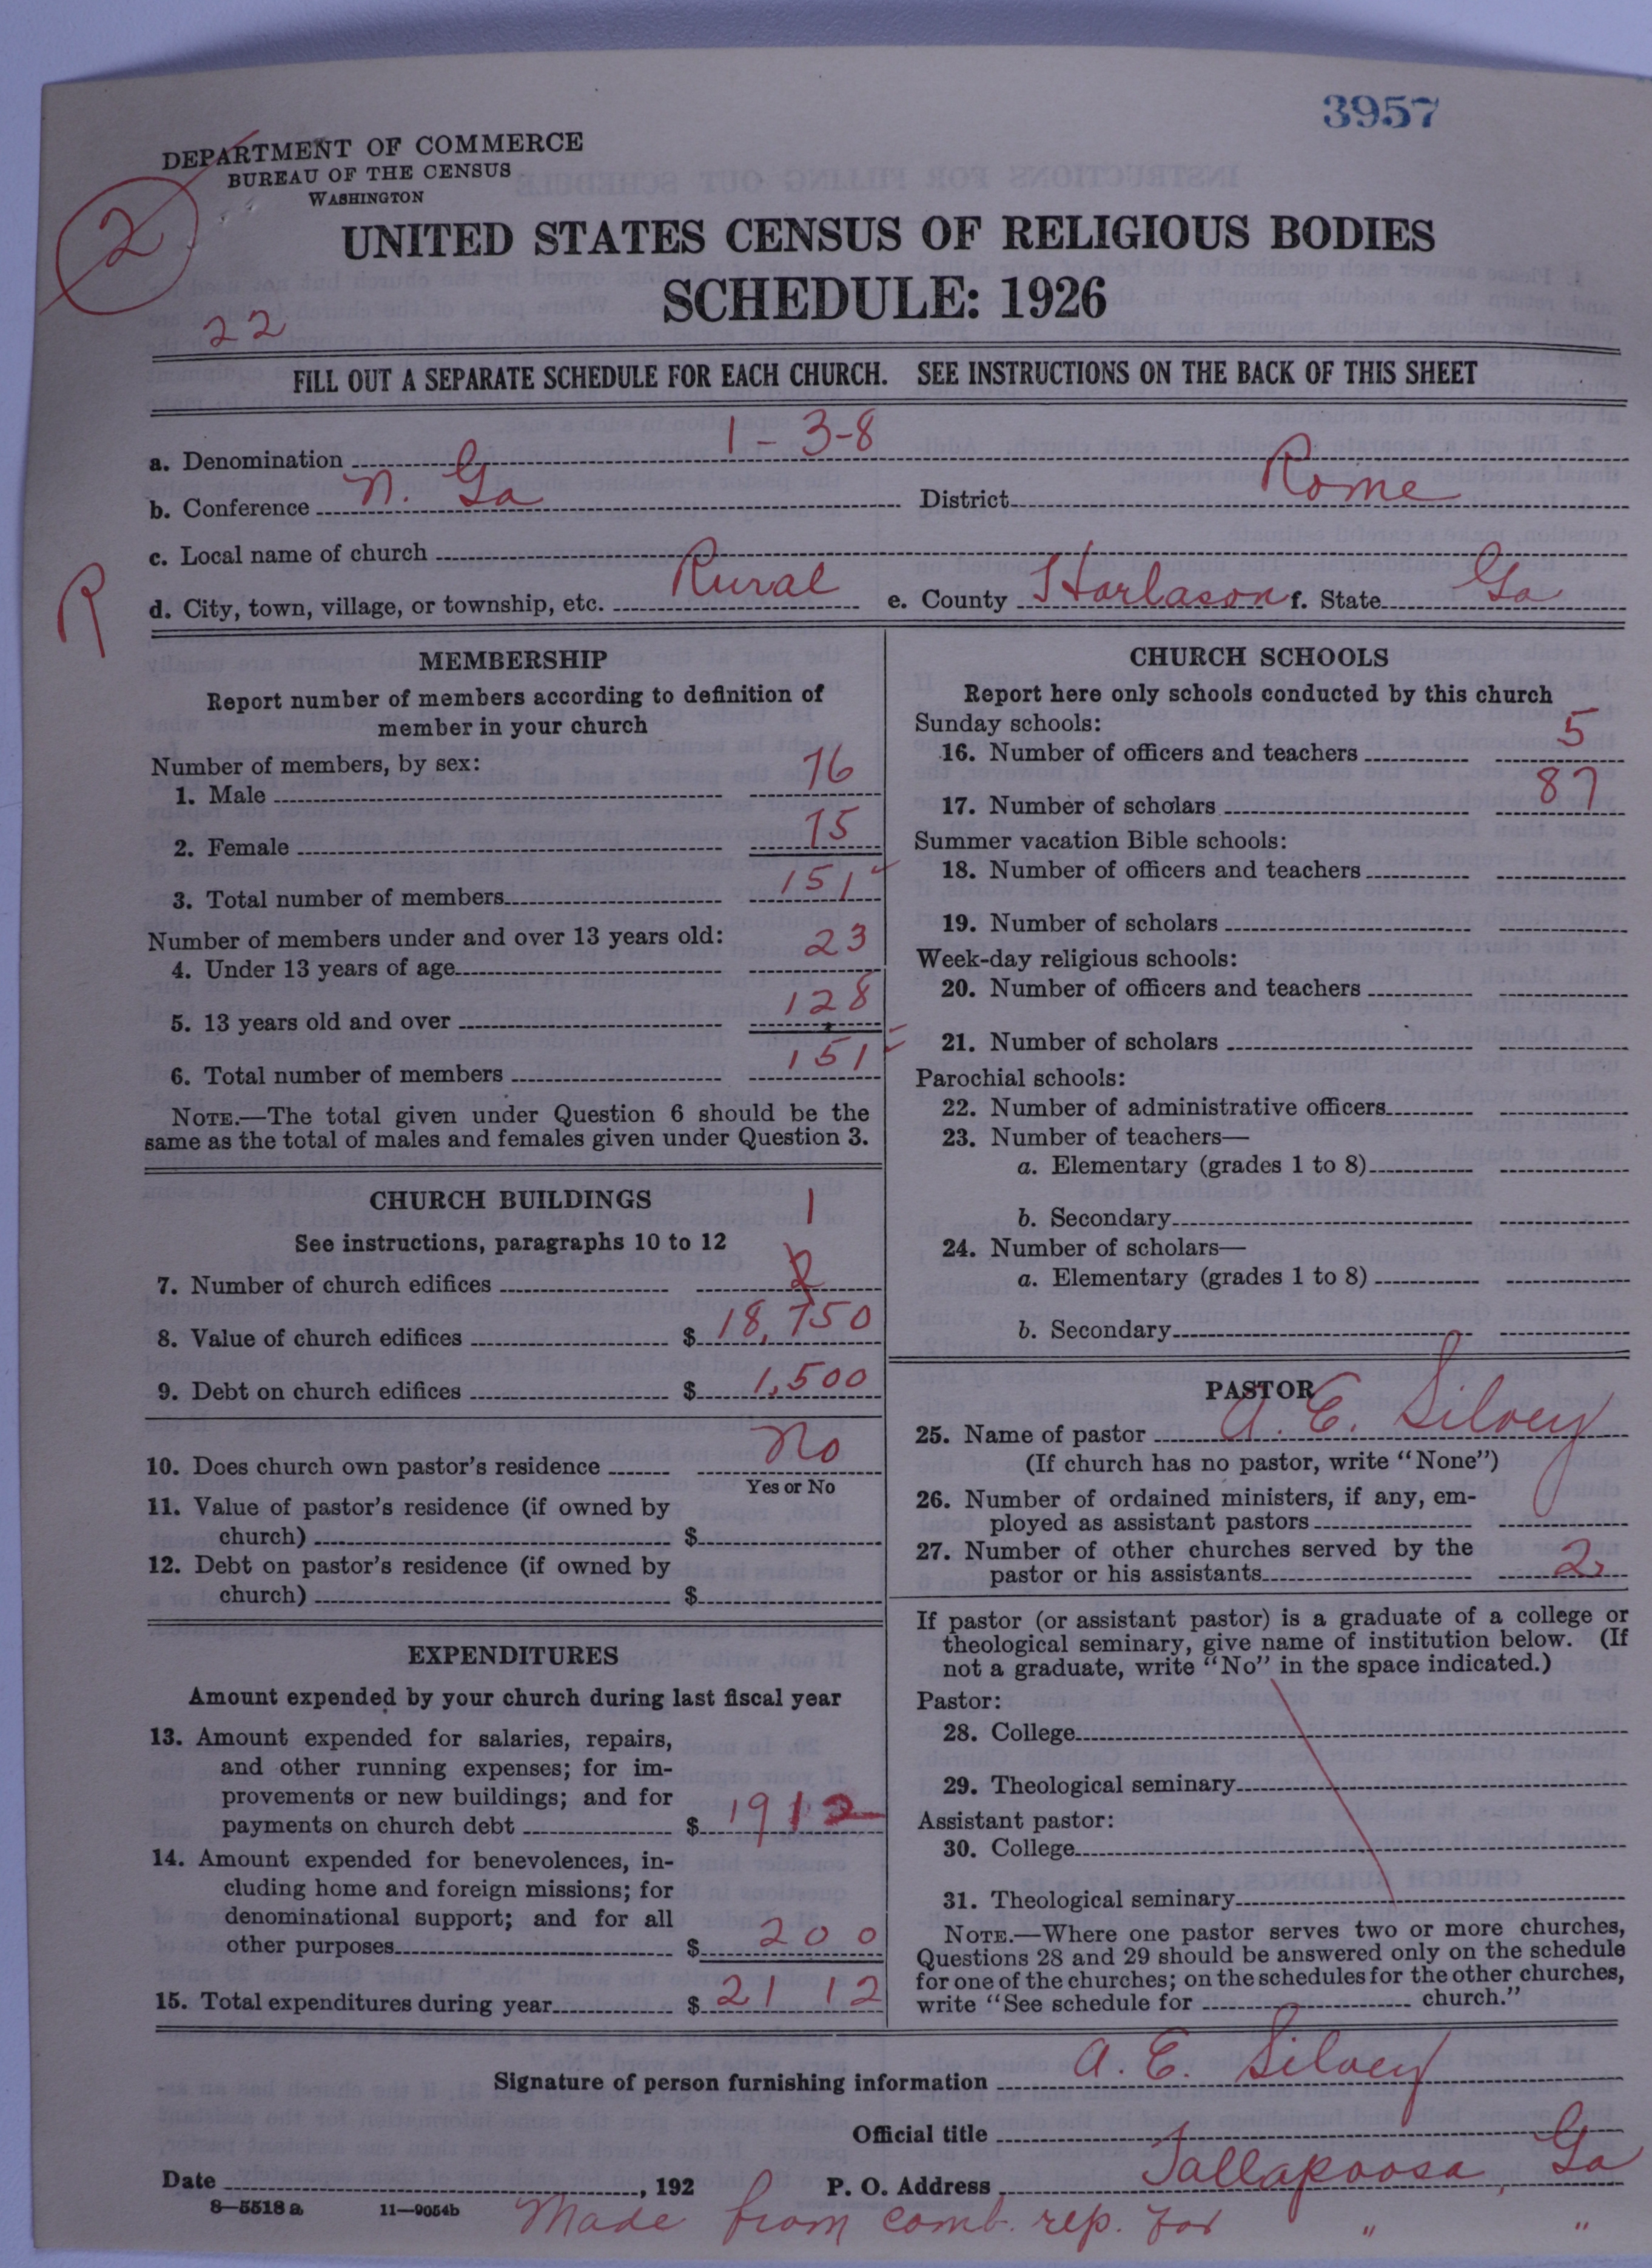 3957
DEPARTMENT OF COMMERCE
BUREAU OF THE CENSUS
WASHINGTON
2
UNITED STATES CENSUS OF RELIGIOUS BODIES
SCHEDULE: 1926
22
FILL OUT A SEPARATE SCHEDULE FOR EACH CHURCH. SEE INSTRUCTIONS ON THE BACK OF THIS SHEET
a. Denomination 1-3-8
b. Conference N. Ga District Rome
c. Local name of church
R
d. City, town, village, or township, etc. Rural e. County Harlason f. State Ga
MEMBERSHIP
Report number of members according to definition of
member in your church
Number of members, by sex:
1. Male 76
2. Female 75
3. Total number of members 151
Number of members under and over 13 years old:
4. Under 13 years of age 23
5. 13 years old and over 128
6. Total number of members 151
NOTE.—The total given under Question 6 should be the
same as the total of males and females given under Question 3.
CHURCH BUILDINGS
See instructions, paragraphs 10 to 12
1
7. Number of church edifices 2
8. Value of church edifices $ 18,750
9. Debt on church edifices $ 1,500
10. Does church own pastor's residence No
Yes or No
11. Value of pastor's residence (if owned by
church) $
12. Debt on pastor's residence (if owned by
church) $
EXPENDITURES
Amount expended by your church during last fiscal year
13. Amount expended for salaries, repairs,
and other running expenses; for im-
provements or new buildings; and for
payments on church debt $ 1912
14. Amount expended for benevolences, in-
cluding home and foreign missions; for
denominational support; and for all
other purposes $ 200
15. Total expenditures during year $ 2112
CHURCH SCHOOLS
Report here only schools conducted by this church
Sunday schools:
16. Number of officers and teachers 5
17. Number of scholars 87
Summer vacation Bible schools:
18. Number of officers and teachers
19. Number of scholars
Week-day religious schools:
20. Number of officers and teachers
21. Number of scholars
Parochial schools:
22. Number of administrative officers
23. Number of teachers—
a. Elementary (grades 1 to 8)
b. Secondary
24. Number of scholars—
a. Elementary (grades 1 to 8)
b. Secondary
PASTOR
25. Name of pastor A. E. Silvey
(If church has no pastor, write "None")
26. Number of ordained ministers, if any, em-
ployed as assistant pastors
27. Number of other churches served by the
pastor or his assistants 2
If pastor (or assistant pastor) is a graduate of a college or
theological seminary, give name of institution below. (If
not a graduate, write "No" in the space indicated.)
Pastor:
28. College
29. Theological seminary
Assistant pastor:
30. College
31. Theological seminary
NOTE.—Where one pastor serves two or more churches,
Questions 28 and 29 should be answered only on the schedule
for one of the churches; on the schedules for the other churches,
write "See schedule for church."
Signature of person furnishing information A. E. Silvey
Official title
Date , 192 P. O. Address Tallapoosa, Ga
8—5518 a 11—9054b
Made from comb. rep. for " "